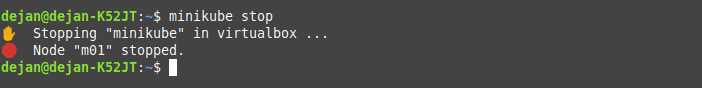 dejan@dejan-K52JT:~$ minikube stop
✋  Stopping "minikube" in virtualbox ...
🛑  Node "m01" stopped.
dejan@dejan-K52JT:~$